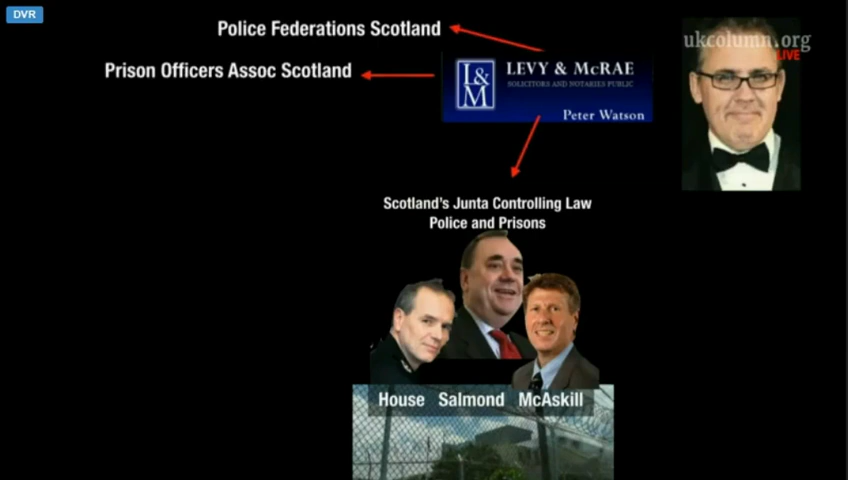 DVR
Police Federations Scotland
ukcolumn.org
LIVE
Prison Officers Assoc Scotland
L&M
LEVY & McRAE
SOLICITORS AND NOTARIES PUBLIC
Peter Watson
Scotland's Junta Controlling Law
Police and Prisons
House Salmond McAskill